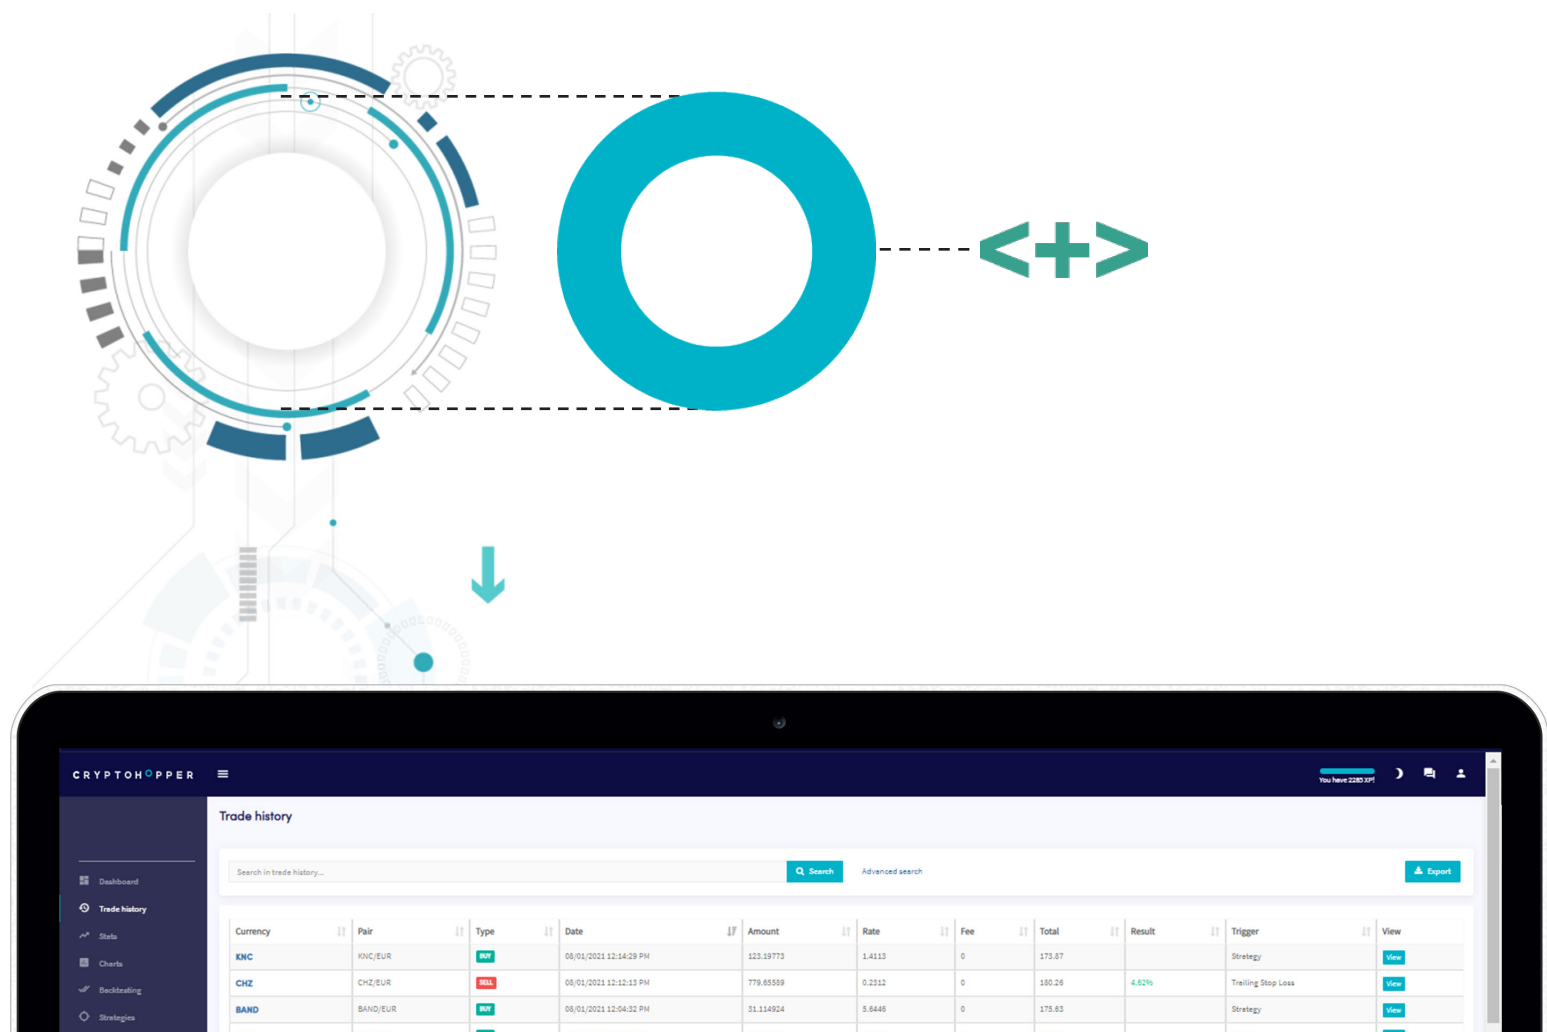 <+>
CRYPTOHOPPER
You have 2285 XP!
Trade history
Search in trade history...
Search
Advanced search
Export
Dashboard
Trade history
Stats
Charts
Backtesting
Strategies
Currency Pair Type Date Amount Rate Fee Total Result Trigger View
KNC KNC/EUR BUY 08/01/2021 12:14:29 PM 123.19773 1.4113 0 173.87 Strategy View
CHZ CHZ/EUR SELL 08/01/2021 12:12:13 PM 779.65589 0.2312 0 180.26 4.62% Trailing Stop Loss View
BAND BAND/EUR BUY 08/01/2021 12:04:32 PM 31.114924 5.6446 0 175.63 Strategy View